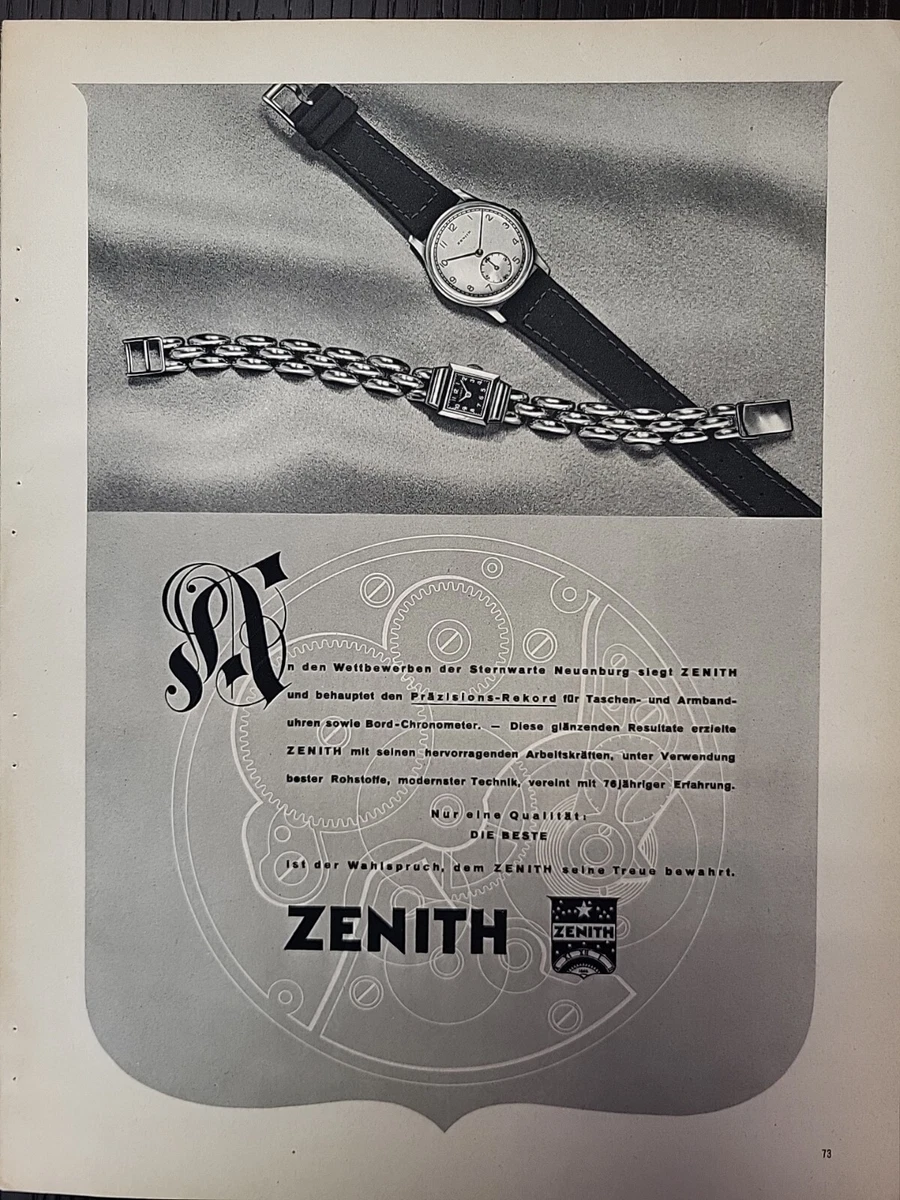 ZENITH
An den Wettbewerben der Sternwarte Neuenburg siegt ZENITH
und behauptet den Präzisions-Rekord für Taschen- und Armband-
uhren sowie Bord-Chronometer. — Diese glänzenden Resultate erzielte
ZENITH mit seinen hervorragenden Arbeitskräften, unter Verwendung
bester Rohstoffe, modernster Technik, vereint mit 76jähriger Erfahrung.
Nur eine Qualität:
DIE BESTE
ist der Wahlspruch, dem ZENITH seine Treue bewahrt.
ZENITH
ZENITH
73